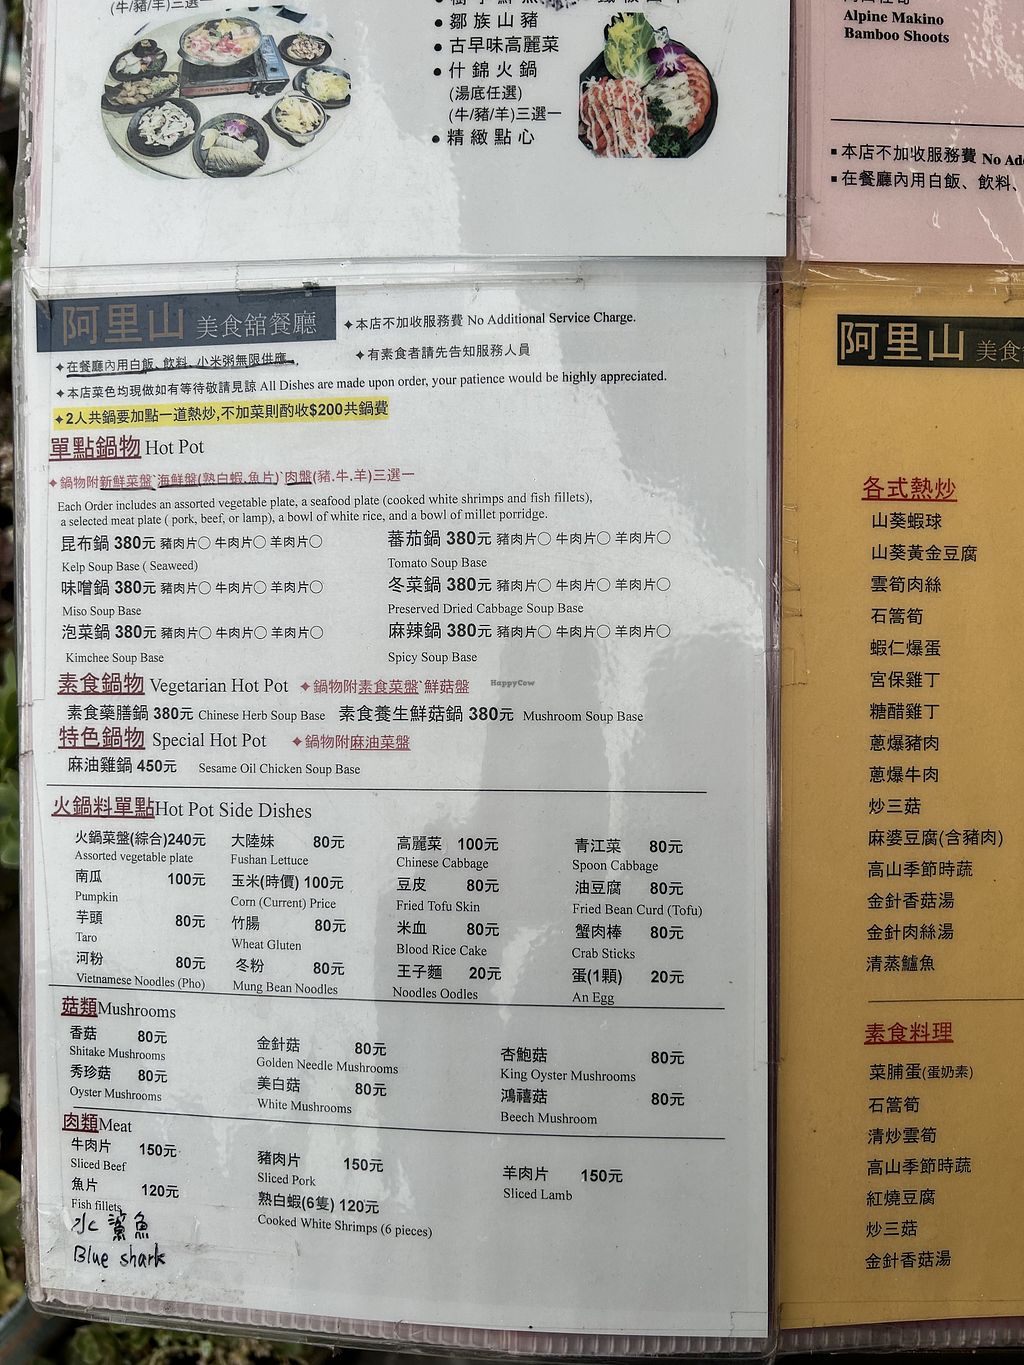 (牛/豬/羊)三選一
鄒族山豬
古早味高麗菜
什錦火鍋
(湯底任選)
(牛/豬/羊)三選一
精緻點心
Alpine Makino
Bamboo Shoots
本店不加收服務費 No
在餐廳內用白飯、飲料、
阿里山 美食舘餐廳
✦本店不加收服務費 No Additional Service Charge.
✦在餐廳內用白飯、飲料、小米粥無限供應。
✦有素食者請先告知服務人員
✦本店菜色均現做如有等待敬請見諒 All Dishes are made upon order, your patience would be highly appreciated.
✦2人共鍋要加點一道熱炒,不加菜則酌收$200共鍋費
單點鍋物 Hot Pot
✦鍋物附新鮮菜盤`海鮮盤(熟白蝦.魚片)`肉盤(豬.牛.羊)三選一
Each Order includes an assorted vegetable plate, a seafood plate (cooked white shrimps and fish fillets),
a selected meat plate ( pork, beef, or lamp), a bowl of white rice, and a bowl of millet porridge.
昆布鍋 380元 豬肉片○ 牛肉片○ 羊肉片○
Kelp Soup Base ( Seaweed)
蕃茄鍋 380元 豬肉片○ 牛肉片○ 羊肉片○
Tomato Soup Base
味噌鍋 380元 豬肉片○ 牛肉片○ 羊肉片○
Miso Soup Base
冬菜鍋 380元 豬肉片○ 牛肉片○ 羊肉片○
Preserved Dried Cabbage Soup Base
泡菜鍋 380元 豬肉片○ 牛肉片○ 羊肉片○
Kimchee Soup Base
麻辣鍋 380元 豬肉片○ 牛肉片○ 羊肉片○
Spicy Soup Base
素食鍋物 Vegetarian Hot Pot ✦鍋物附素食菜盤`鮮菇盤
HappyCow
素食藥膳鍋 380元 Chinese Herb Soup Base 素食養生鮮菇鍋 380元 Mushroom Soup Base
特色鍋物 Special Hot Pot ✦鍋物附麻油菜盤
麻油雞鍋 450元 Sesame Oil Chicken Soup Base
火鍋料單點Hot Pot Side Dishes
火鍋菜盤(綜合)240元 大陸妹 80元 高麗菜 100元 青江菜 80元
Assorted vegetable plate Fushan Lettuce Chinese Cabbage Spoon Cabbage
南瓜 100元 玉米(時價) 100元 豆皮 80元 油豆腐 80元
Pumpkin Corn (Current) Price Fried Tofu Skin Fried Bean Curd (Tofu)
芋頭 80元 竹腸 80元 米血 80元 蟹肉棒 80元
Taro Wheat Gluten Blood Rice Cake Crab Sticks
河粉 80元 冬粉 80元 王子麵 20元 蛋(1顆) 20元
Vietnamese Noodles (Pho) Mung Bean Noodles Noodles Oodles An Egg
菇類Mushrooms
香菇 80元 金針菇 80元 杏鮑菇 80元
Shitake Mushrooms Golden Needle Mushrooms King Oyster Mushrooms
秀珍菇 80元 美白菇 80元 鴻禧菇 80元
Oyster Mushrooms White Mushrooms Beech Mushroom
肉類Meat
牛肉片 150元 豬肉片 150元 羊肉片 150元
Sliced Beef Sliced Pork Sliced Lamb
魚片 120元 熟白蝦(6隻) 120元
Fish fillets Cooked White Shrimps (6 pieces)
水鯊魚
Blue shark
阿里山 美食
各式熱炒
山葵蝦球
山葵黃金豆腐
雲筍肉絲
石篙筍
蝦仁爆蛋
宮保雞丁
糖醋雞丁
蔥爆豬肉
蔥爆牛肉
炒三菇
麻婆豆腐(含豬肉)
高山季節時蔬
金針香菇湯
金針肉絲湯
清蒸鱸魚
素食料理
菜脯蛋(蛋奶素)
石篙筍
清炒雲筍
高山季節時蔬
紅燒豆腐
炒三菇
金針香菇湯